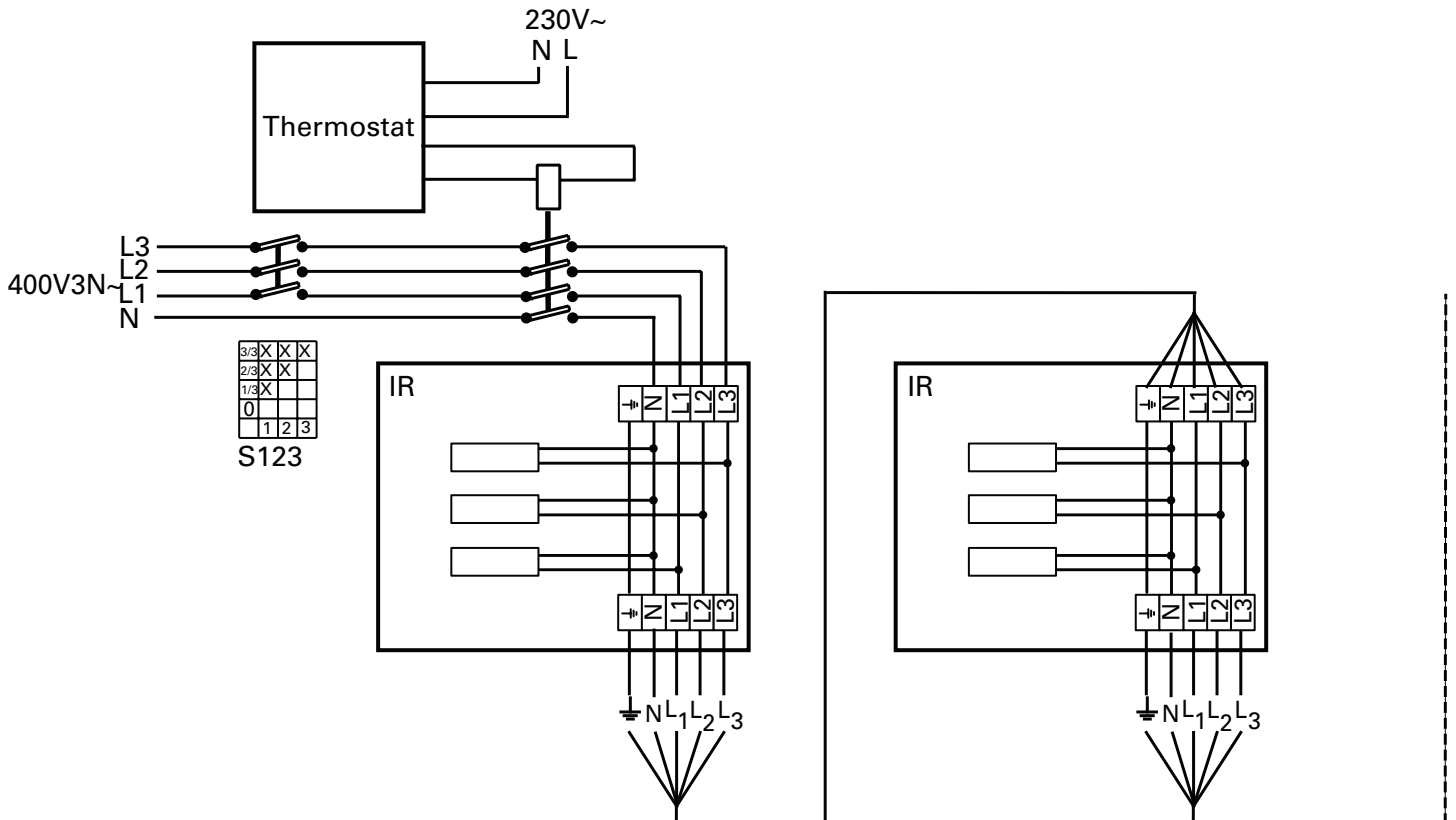 230V~
N L
Thermostat
L3
L2
400V3N~
L1
N
3/3 X X X
2/3 X X
1/3 X
0
1 2 3
S123
IR
N L1 L2 L3
N L1 L2 L3
N L1 L2 L3
IR
N L1 L2 L3
N L1 L2 L3
N L1 L2 L3